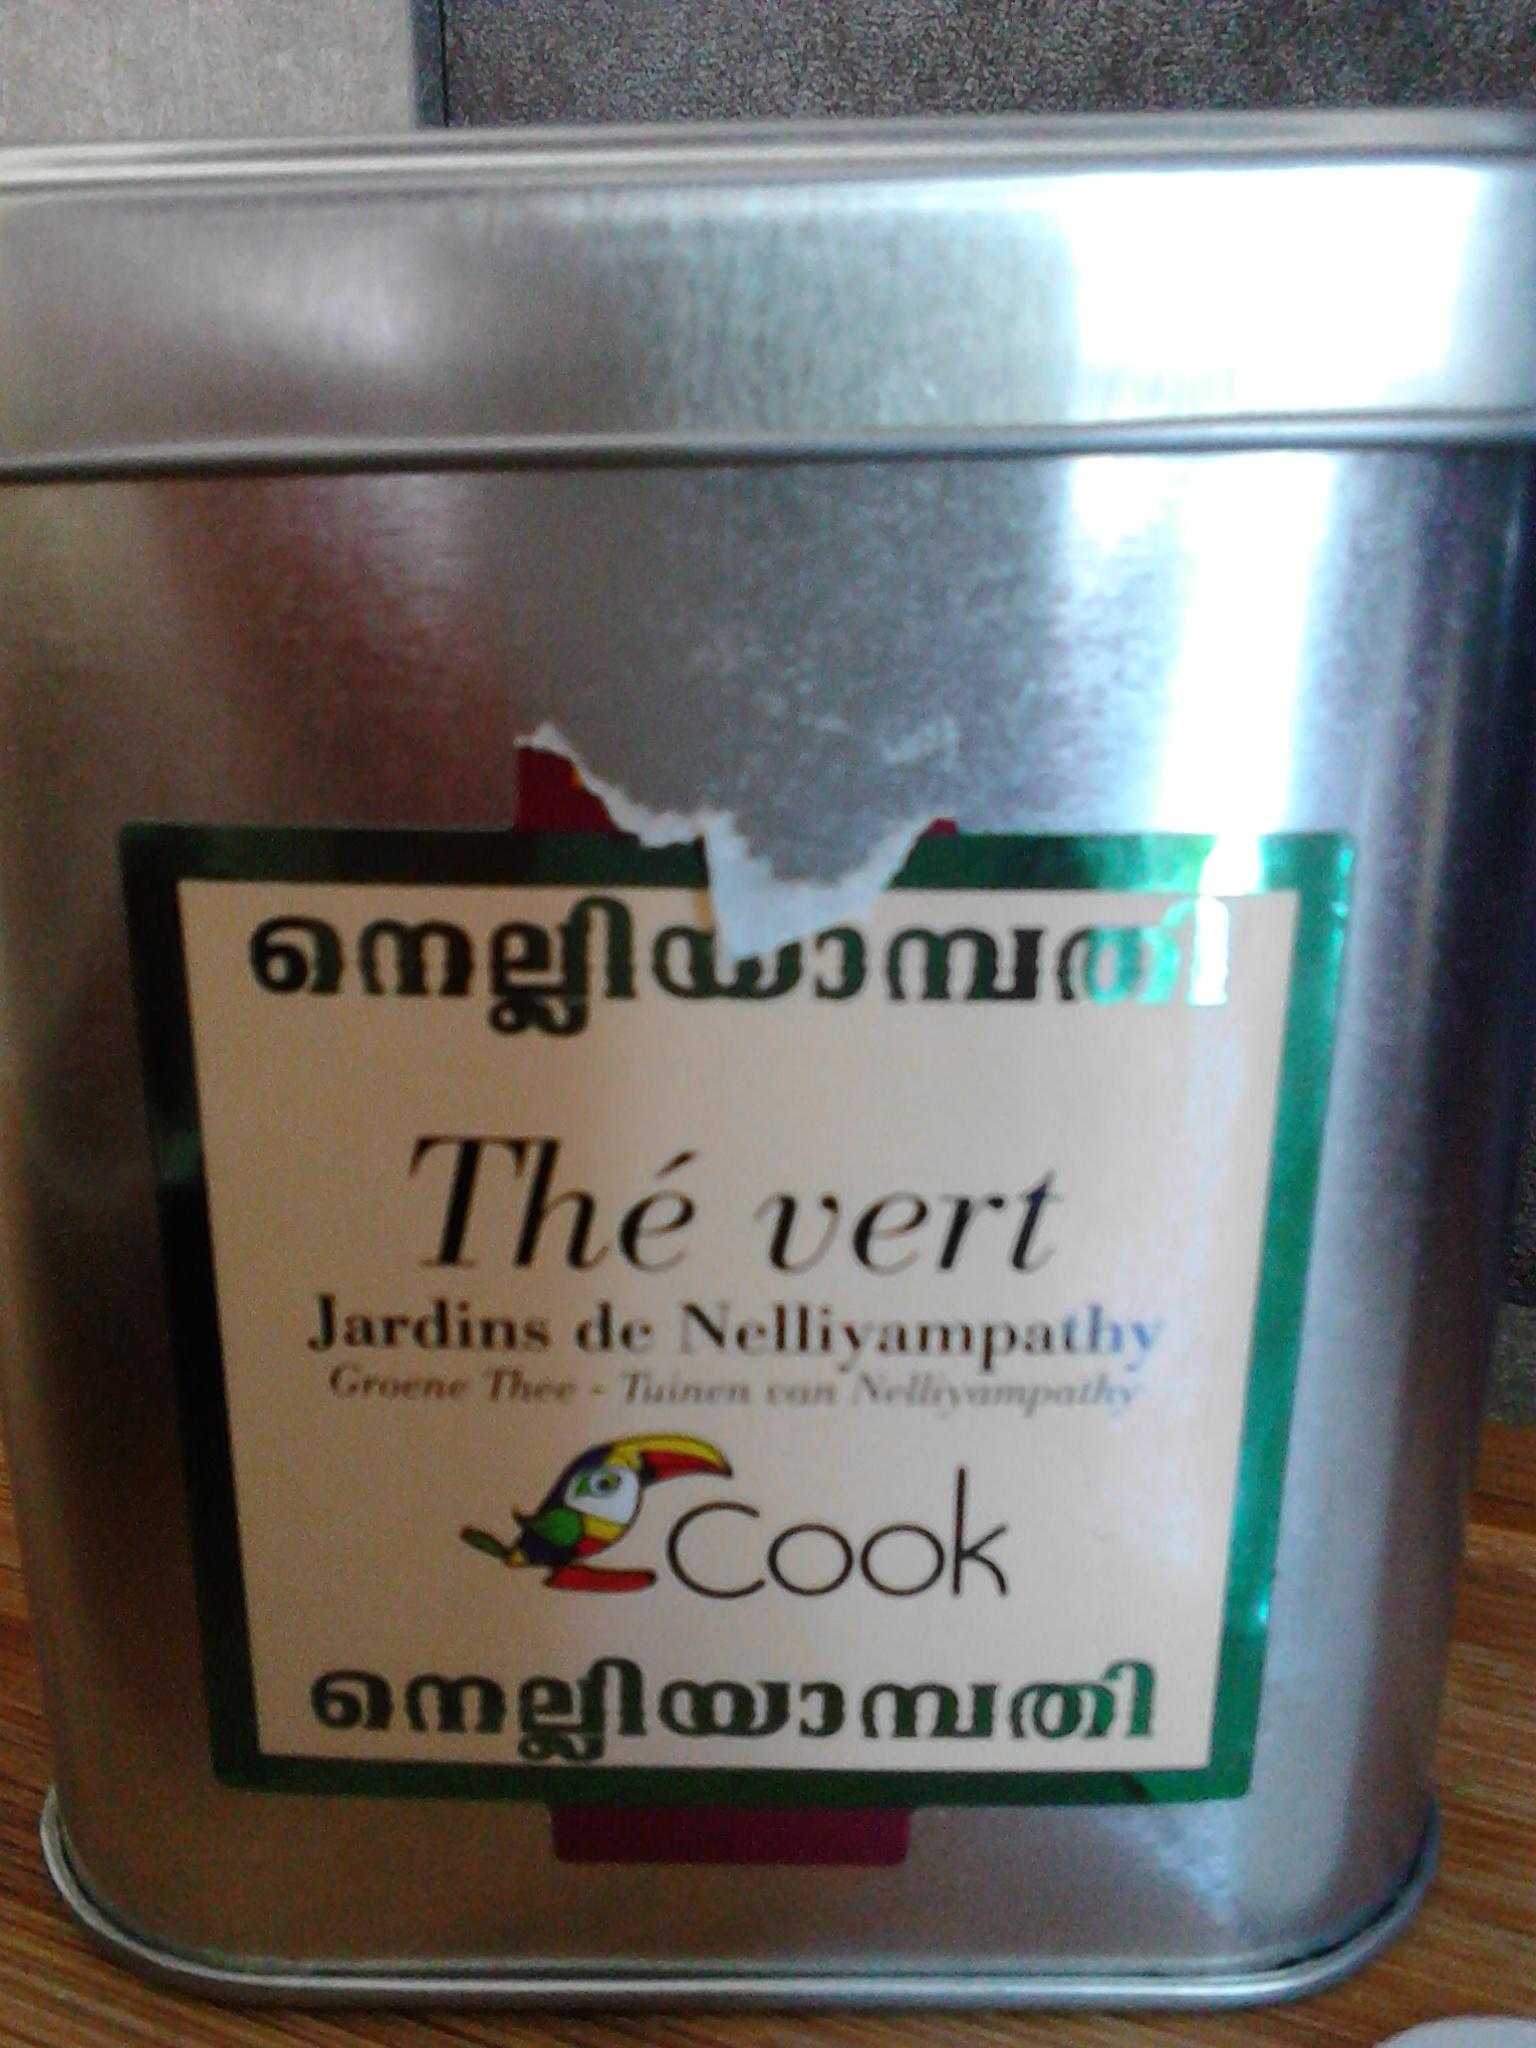 നെല്ലിയാമ്പതി
Thé vert
Jardins de Nelliyampathy
Groene Thee - Tuinen van Nelliyampathy
Cook
നെല്ലിയാമ്പതി